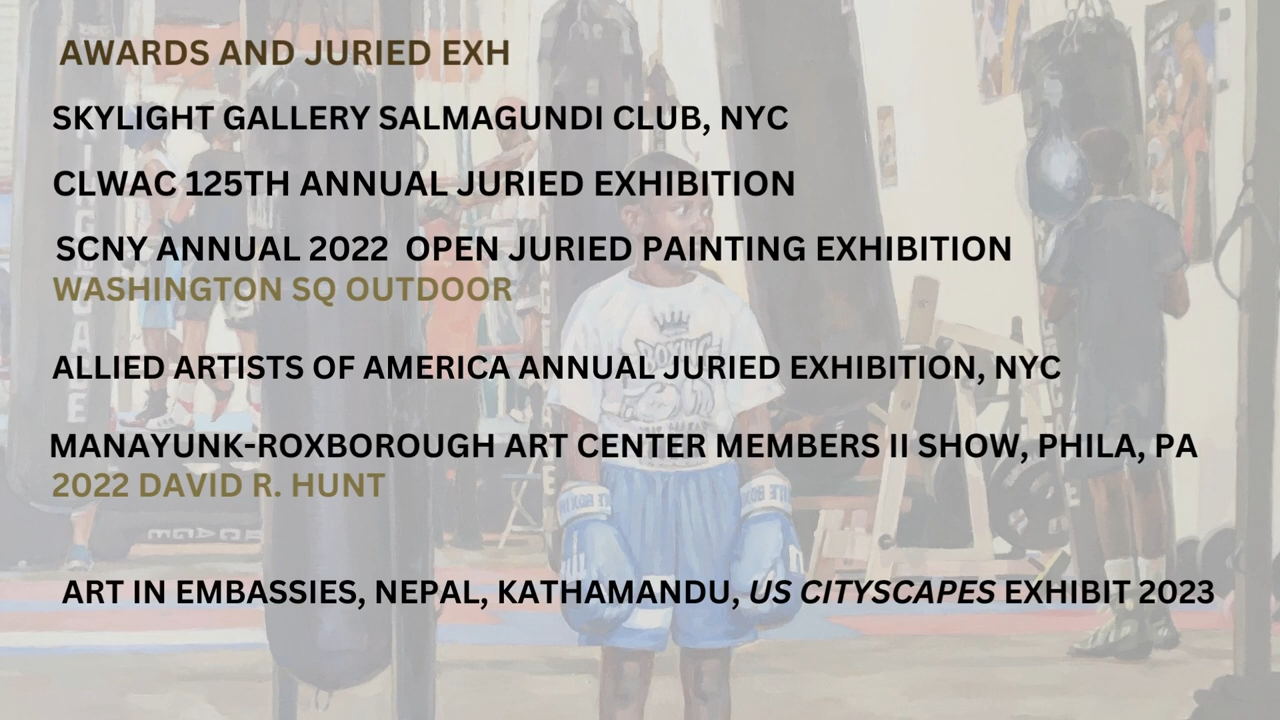 AWARDS AND JURIED EXH
SKYLIGHT GALLERY SALMAGUNDI CLUB, NYC
CLWAC 125TH ANNUAL JURIED EXHIBITION
SCNY ANNUAL 2022 OPEN JURIED PAINTING EXHIBITION
WASHINGTON SQ OUTDOOR
ALLIED ARTISTS OF AMERICA ANNUAL JURIED EXHIBITION, NYC
MANAYUNK-ROXBOROUGH ART CENTER MEMBERS II SHOW, PHILA, PA
2022 DAVID R. HUNT
ART IN EMBASSIES, NEPAL, KATHAMANDU, US CITYSCAPES EXHIBIT 2023